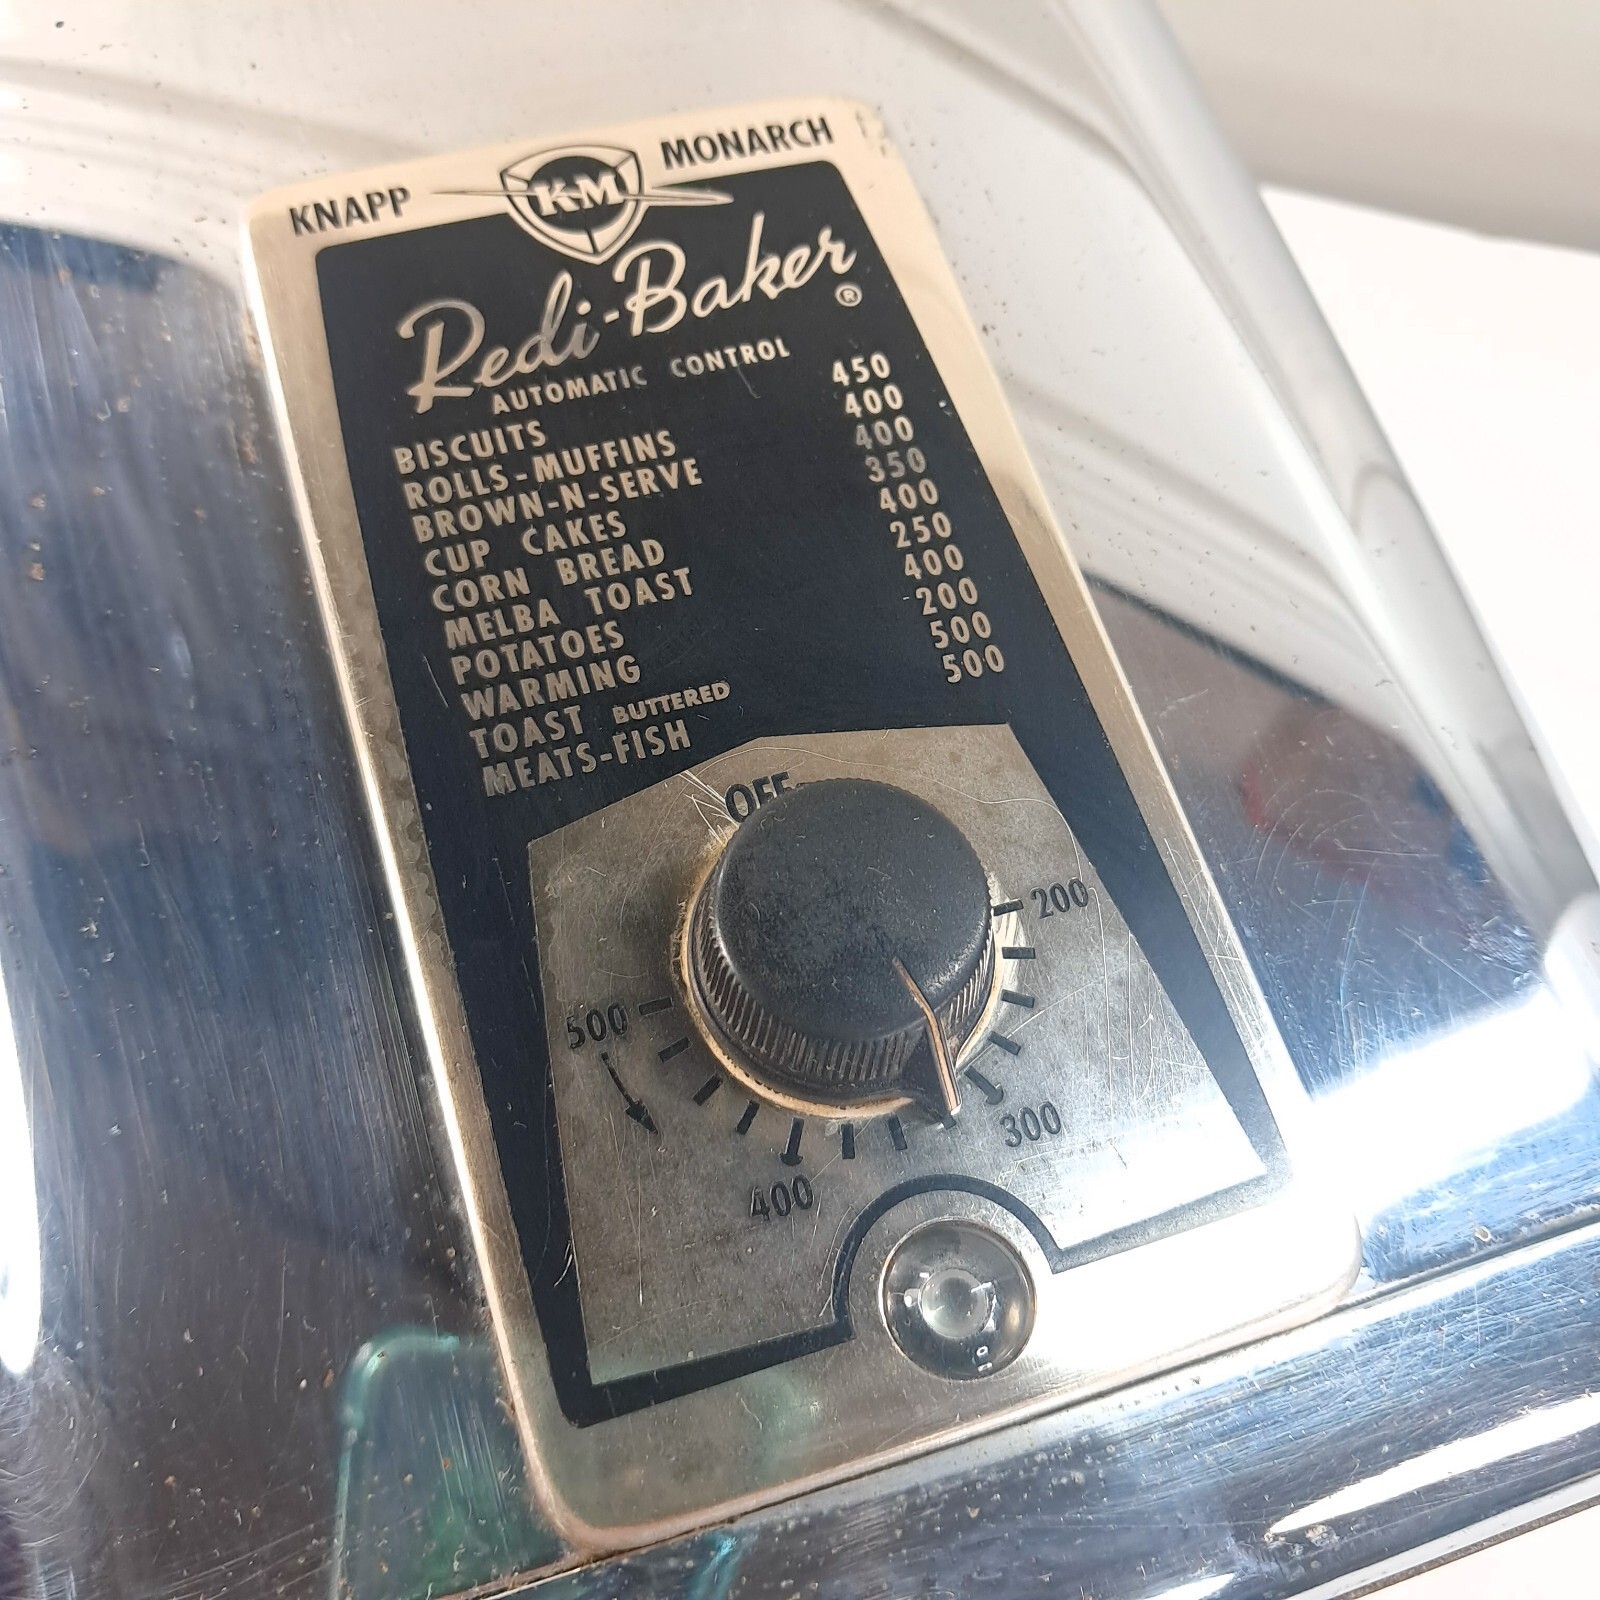 KNAPP KM MONARCH
Redi-Baker ®
AUTOMATIC CONTROL
BISCUITS 450
ROLLS-MUFFINS 400
BROWN-N-SERVE 400
CUP CAKES 350
CORN BREAD 400
MELBA TOAST 250
POTATOES 400
WARMING 200
TOAST BUTTERED 500
MEATS-FISH 500
OFF
200
500
300
400